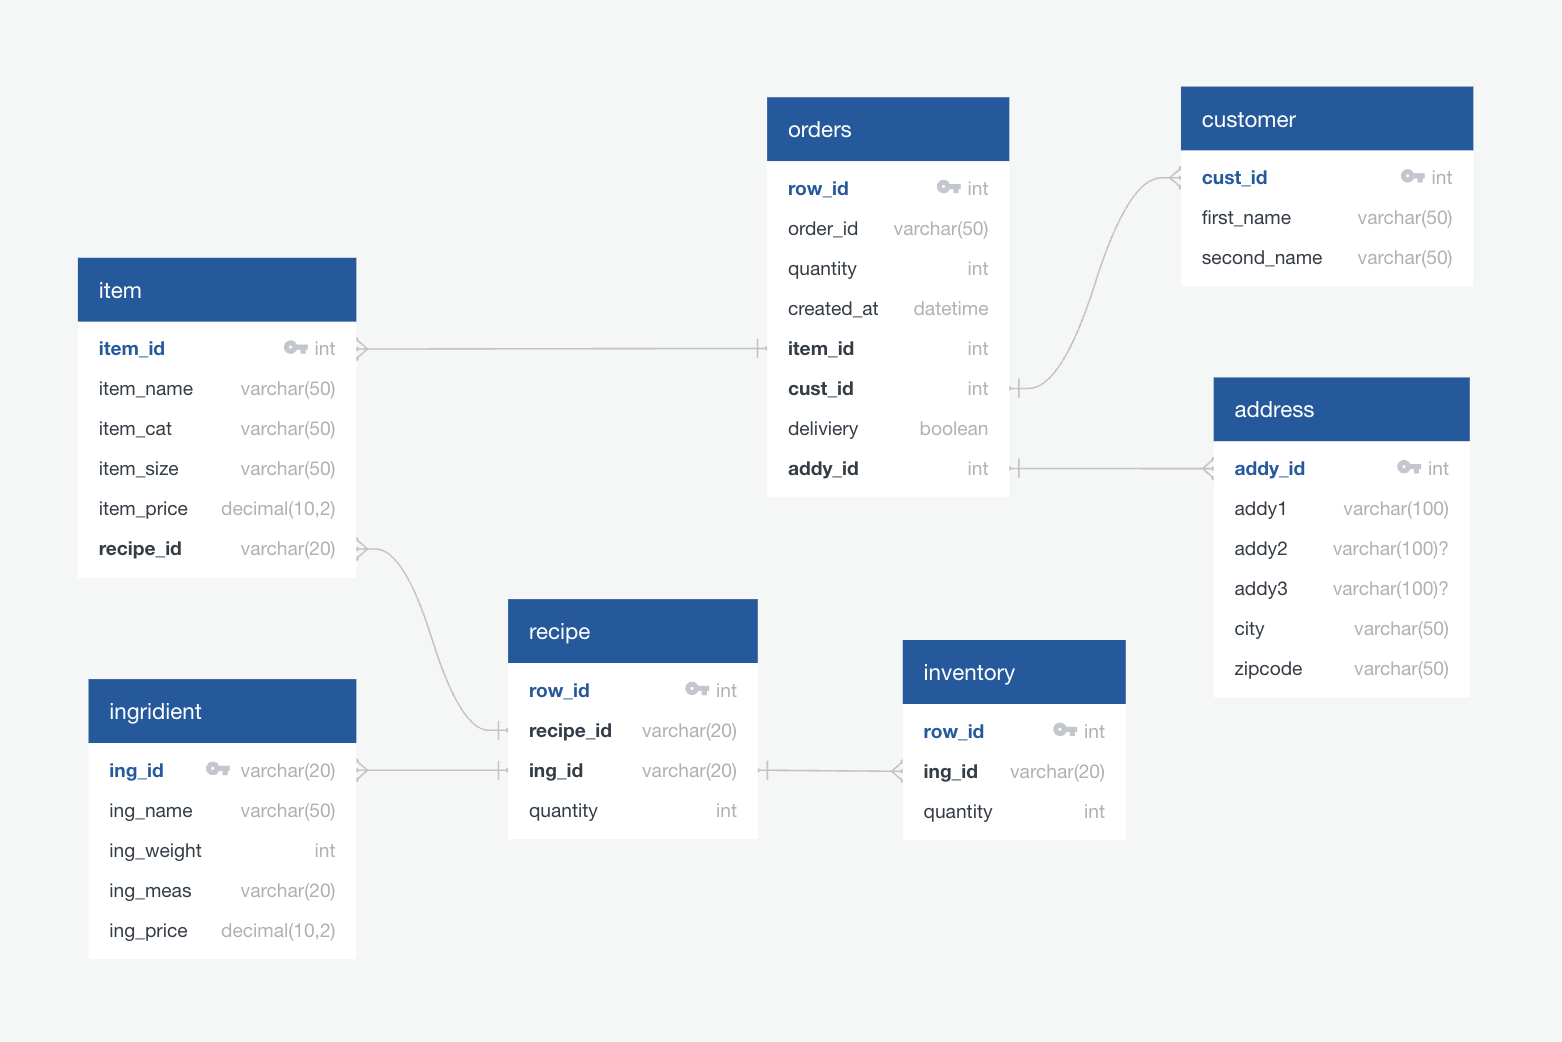 orders
row_id int
order_id varchar(50)
quantity int
created_at datetime
item_id int
cust_id int
deliviery boolean
addy_id int
customer
cust_id int
first_name varchar(50)
second_name varchar(50)
item
item_id int
item_name varchar(50)
item_cat varchar(50)
item_size varchar(50)
item_price decimal(10,2)
recipe_id varchar(20)
address
addy_id int
addy1 varchar(100)
addy2 varchar(100)?
addy3 varchar(100)?
city varchar(50)
zipcode varchar(50)
recipe
row_id int
recipe_id varchar(20)
ing_id varchar(20)
quantity int
inventory
row_id int
ing_id varchar(20)
quantity int
ingridient
ing_id varchar(20)
ing_name varchar(50)
ing_weight int
ing_meas varchar(20)
ing_price decimal(10,2)